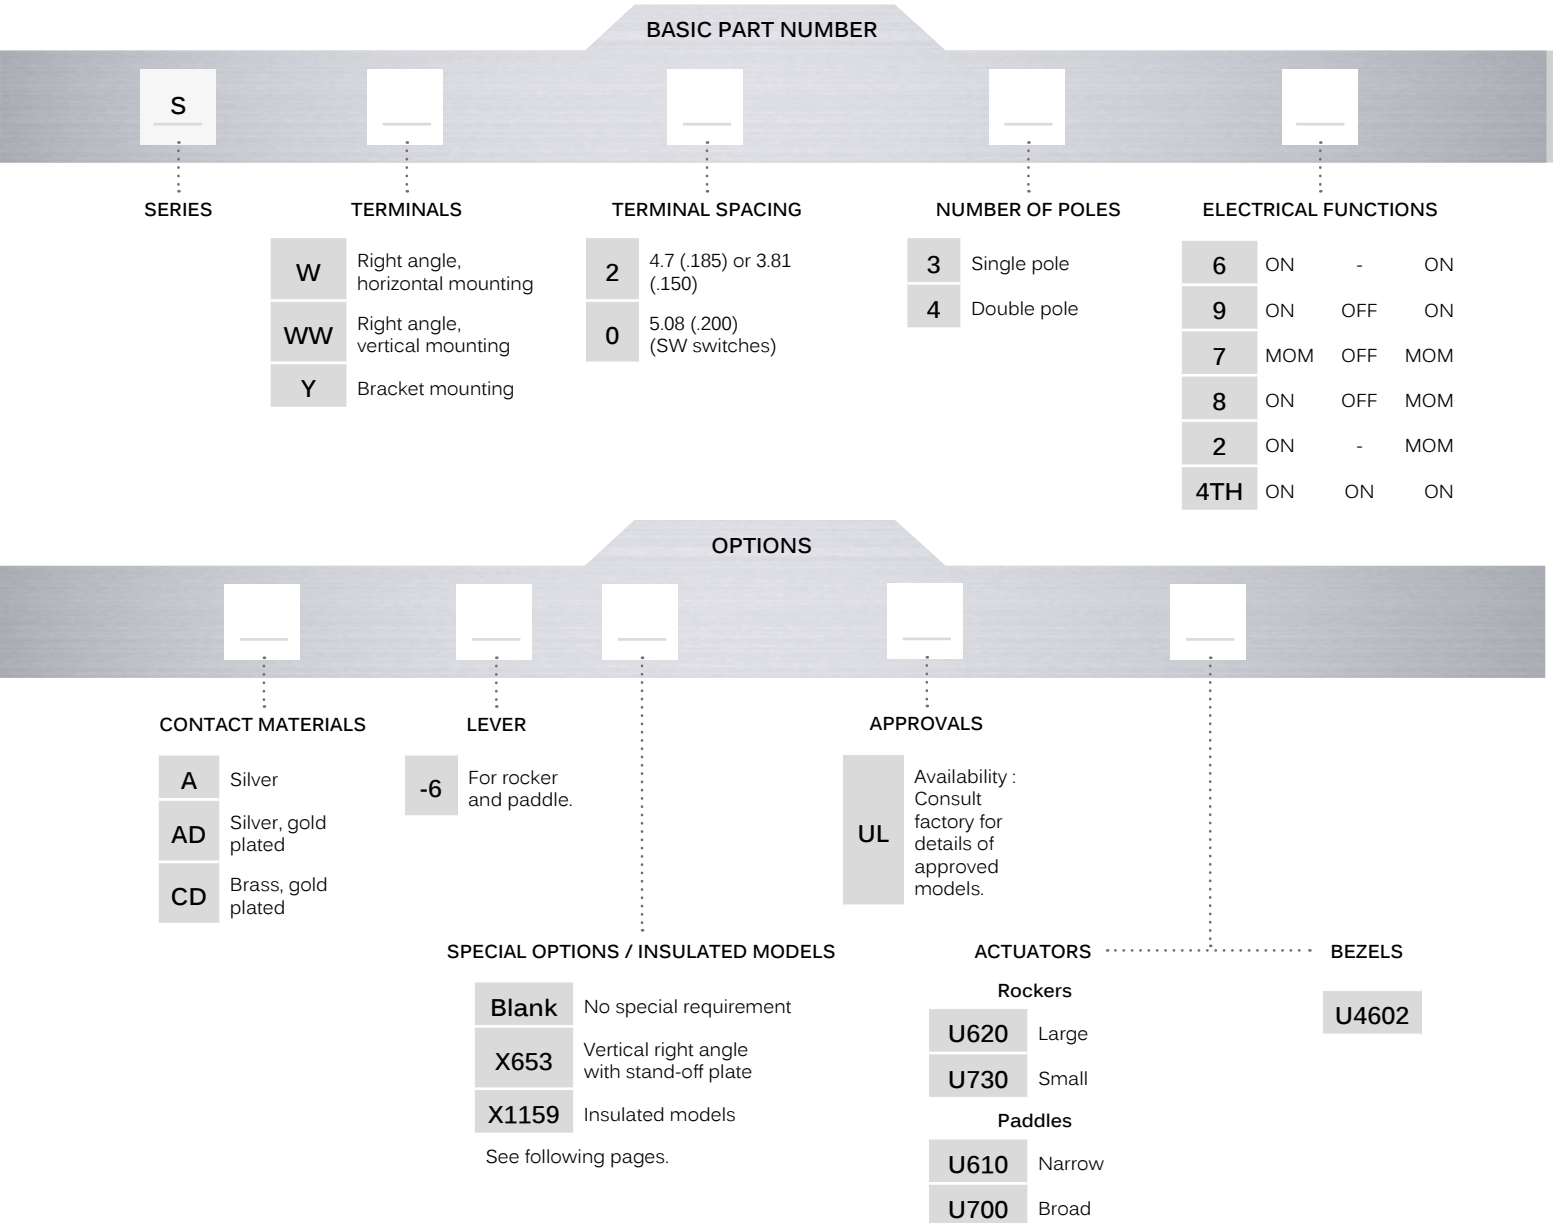 BASIC PART NUMBER
S
SERIES
TERMINALS
TERMINAL SPACING
NUMBER OF POLES
ELECTRICAL FUNCTIONS
W
Right angle,
horizontal mounting
WW
Right angle,
vertical mounting
Y
Bracket mounting
2
4.7 (.185) or 3.81
(.150)
0
5.08 (.200)
(SW switches)
3
Single pole
4
Double pole
6 ON - ON
9 ON OFF ON
7 MOM OFF MOM
8 ON OFF MOM
2 ON - MOM
4TH ON ON ON
OPTIONS
CONTACT MATERIALS
A
Silver
AD
Silver, gold
plated
CD
Brass, gold
plated
LEVER
-6
For rocker
and paddle.
APPROVALS
UL
Availability :
Consult
factory for
details of
approved
models.
SPECIAL OPTIONS / INSULATED MODELS
Blank
No special requirement
X653
Vertical right angle
with stand-off plate
X1159
Insulated models
See following pages.
ACTUATORS
Rockers
U620
Large
U730
Small
Paddles
U610
Narrow
U700
Broad
BEZELS
U4602